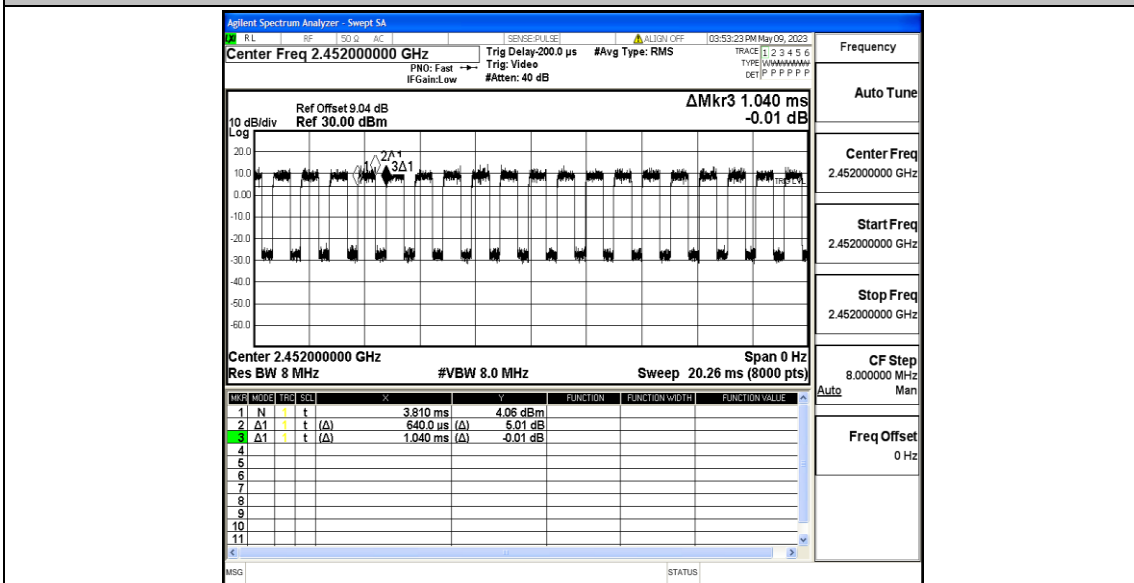 Agilent Spectrum Analyzer - Swept SA
RL RF 50 Ω AC SENSE:PULSE ALIGN OFF 03:53:23 PM May 09, 2023
Center Freq 2.452000000 GHz
PNO: Fast
IFGain:Low
Trig Delay-200.0 µs
Trig: Video
#Atten: 40 dB
#Avg Type: RMS
TRACE 1 2 3 4 5 6
TYPE WWWWWW
DET P P P P P P
Frequency
Auto Tune
Center Freq
2.452000000 GHz
Start Freq
2.452000000 GHz
Stop Freq
2.452000000 GHz
CF Step
8.000000 MHz
Auto Man
Freq Offset
0 Hz
ΔMkr3 1.040 ms
-0.01 dB
Ref Offset 9.04 dB
10 dB/div Ref 30.00 dBm
Log
20.0
10.0
0.00
-10.0
-20.0
-30.0
-40.0
-50.0
-60.0
1
2Δ1
3Δ1
TRIG LVL
Center 2.452000000 GHz Span 0 Hz
Res BW 8 MHz #VBW 8.0 MHz Sweep 20.26 ms (8000 pts)
MKR MODE TRC SCL X Y FUNCTION FUNCTION WIDTH FUNCTION VALUE
1 N 1 t 3.810 ms 4.06 dBm
2 Δ1 1 t (Δ) 640.0 µs (Δ) 5.01 dB
3 Δ1 1 t (Δ) 1.040 ms (Δ) -0.01 dB
4
5
6
7
8
9
10
11
MSG STATUS